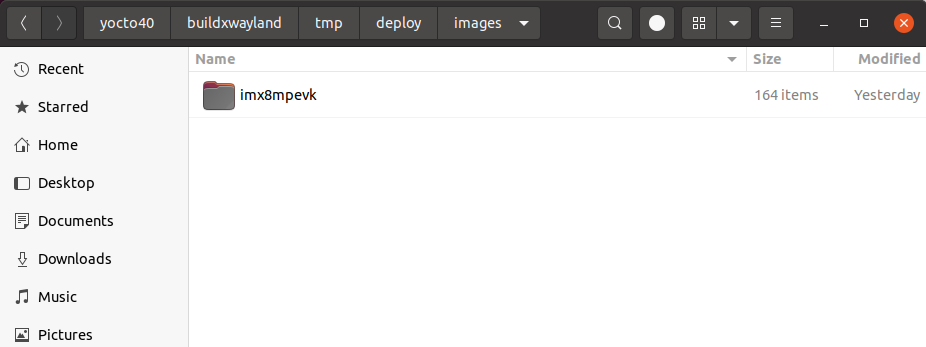 yocto40 buildxwayland tmp deploy images
Recent
Starred
Home
Desktop
Documents
Downloads
Music
Pictures
Name Size Modified
imx8mpevk 164 items Yesterday